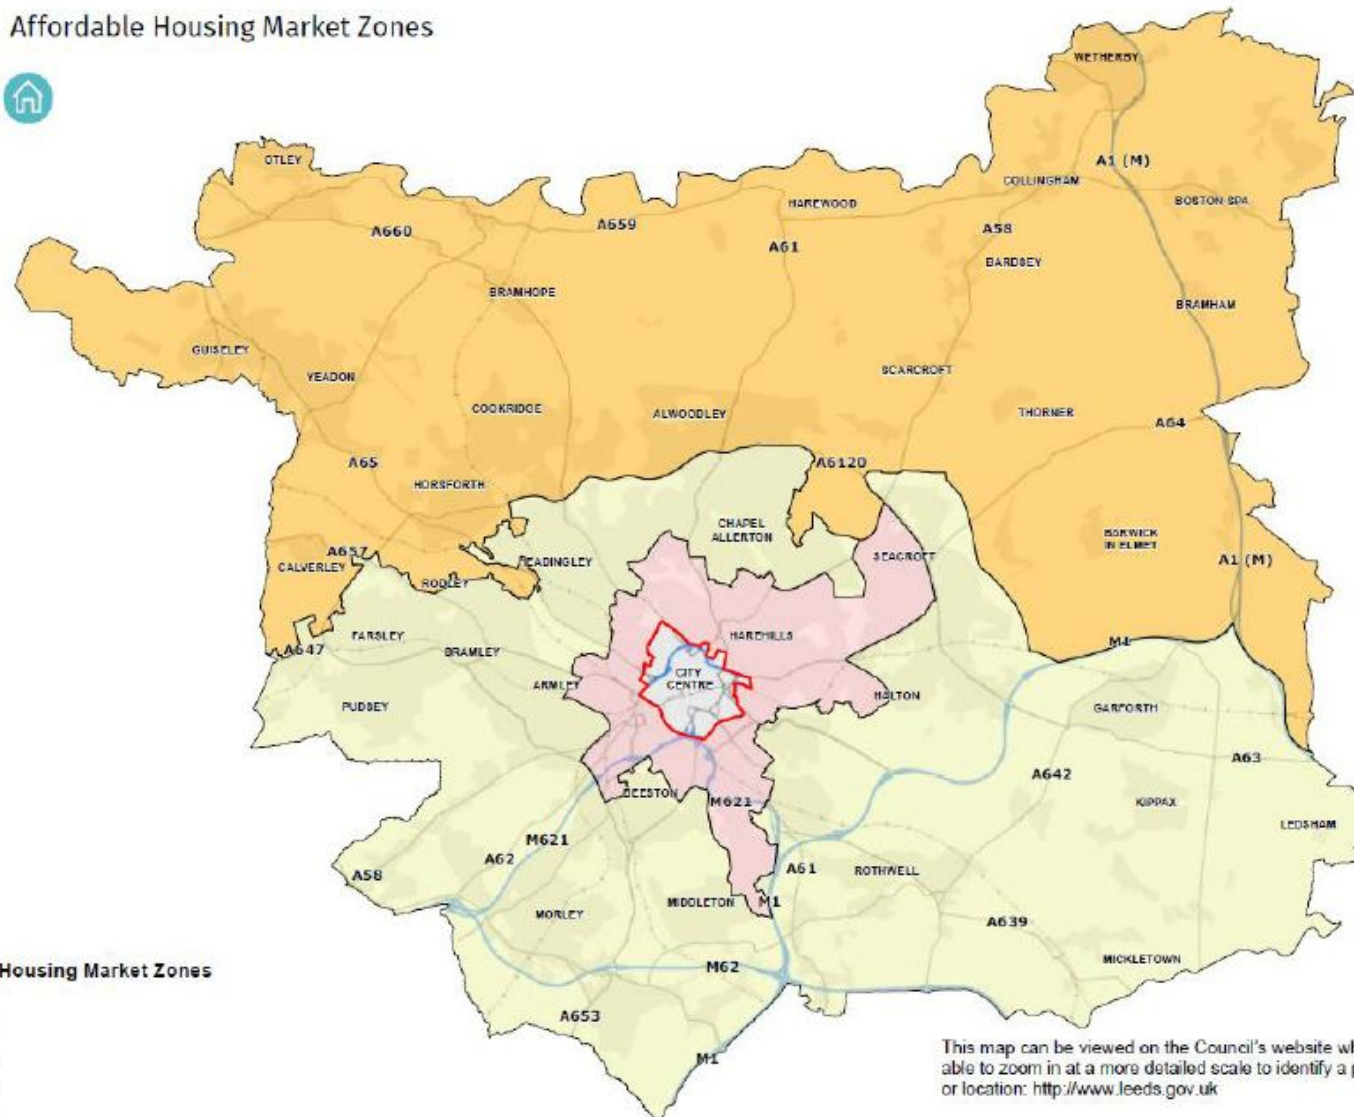 Affordable Housing Market Zones
WETHERBY
OTLEY
A1 (M)
COLLINGHAM
HAREWOOD
BOSTON SPA
A659
A660
A58
A61
BARDSEY
BRAMHOPE
BRAMHAM
GUISELEY
SCARCROFT
YEADON
COOKRIDGE
ALWOODLEY
THORNER
A64
A65
A6120
HORSFORTH
CHAPEL
ALLERTON
BARWICK
IN ELMET
A657
SEACROFT
A1 (M)
CALVERLEY
EADINGLEY
RODLEY
FARSLEY
HAREHILLS
M1
A647
BRAMLEY
CITY
CENTRE
ARMLEY
HALTON
PUDSEY
GARFORTH
A63
A642
BEESTON
M621
KIPPAX
LEDSHAM
M621
A62
A61
ROTHWELL
A58
MIDDLETON
M1
MORLEY
A639
MICKLETOWN
Housing Market Zones
M62
A653
M1
This map can be viewed on the Council's website wh
able to zoom in at a more detailed scale to identify a p
or location: http://www.leeds.gov.uk